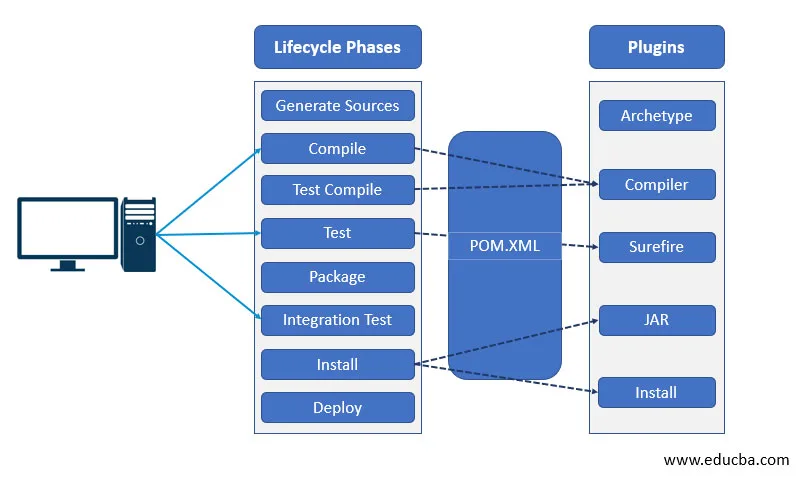 Lifecycle Phases
Plugins
Generate Sources
Compile
Test Compile
Test
Package
Integration Test
Install
Deploy
POM.XML
Archetype
Compiler
Surefire
JAR
Install
www.educba.com